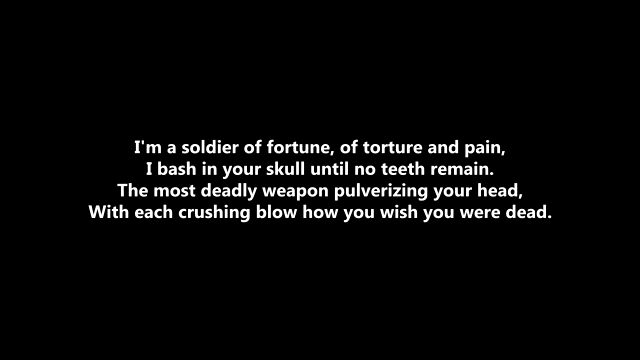 I'm a soldier of fortune, of torture and pain,
I bash in your skull until no teeth remain.
The most deadly weapon pulverizing your head,
With each crushing blow how you wish you were dead.